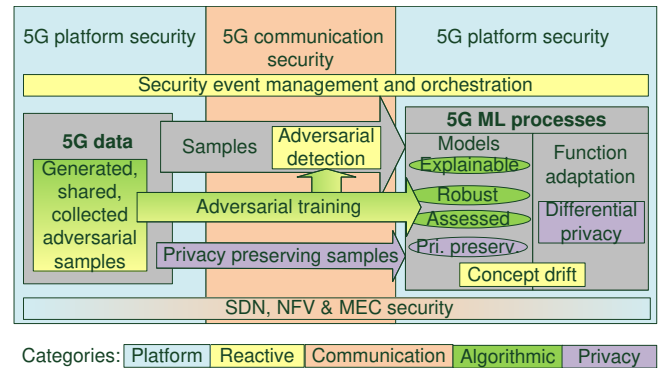 5G platform security
5G communication
security
5G platform security
Security event management and orchestration
5G data
Generated,
shared,
collected
adversarial
samples
Samples
Adversarial
detection
Adversarial training
Privacy preserving samples
5G ML processes
Models
Explainable
Robust
Assessed
Pri. preserv.
Function
adaptation
Differential
privacy
Concept drift
SDN, NFV & MEC security
Categories: Platform Reactive Communication Algorithmic Privacy